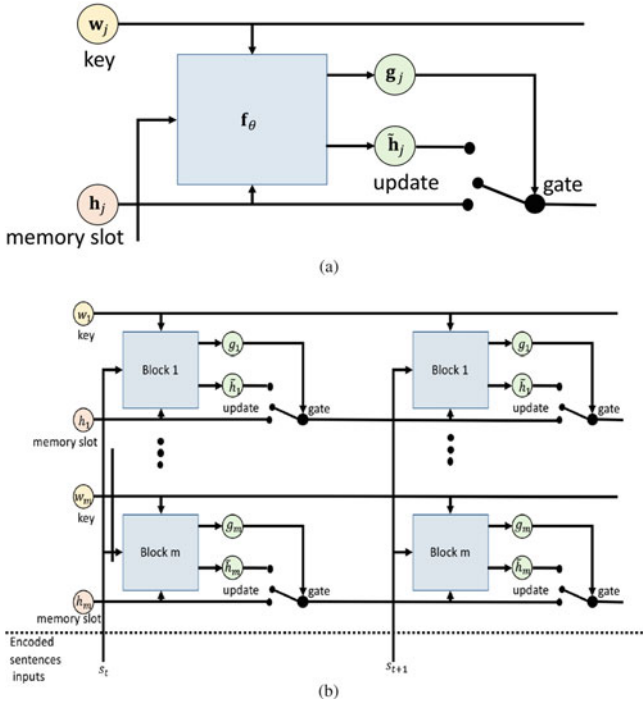 w_j
key
g_j
f_θ
h̃_j
update
gate
h_j
memory slot
(a)
w_1
key
g_1
g_1
Block 1
Block 1
h̃_1
h̃_1
update
gate
update
gate
h_1
memory slot
w_m
key
g_m
g_m
Block m
Block m
h̃_m
h̃_m
update
gate
update
gate
h_m
memory slot
Encoded
sentences
inputs
s_t
s_{t+1}
(b)